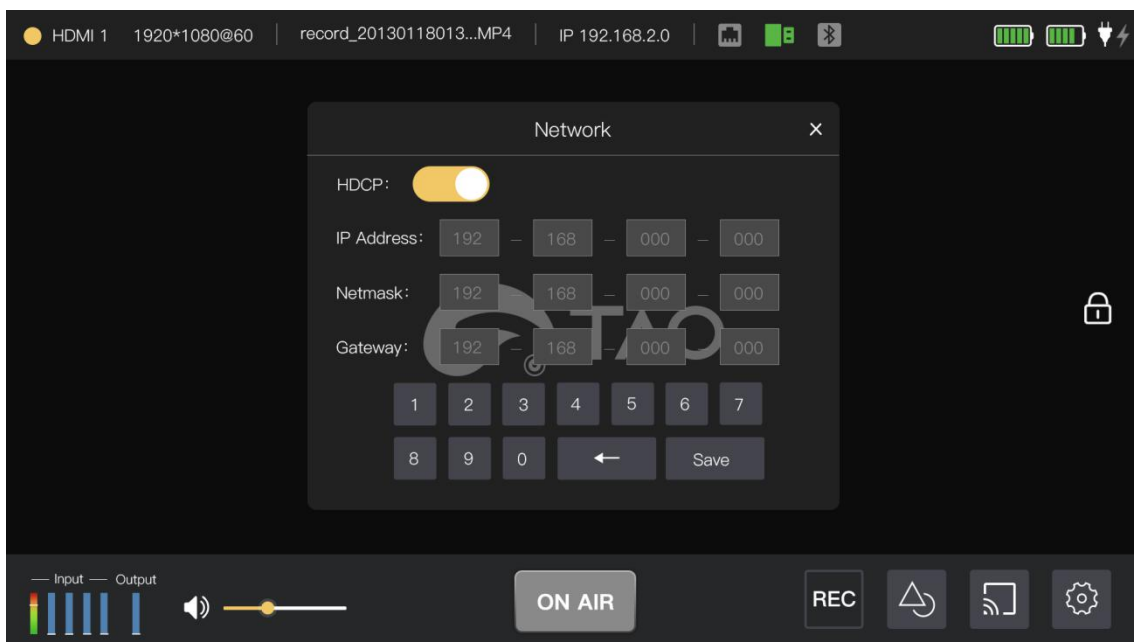 HDMI 1 1920*1080@60 record_20130118013...MP4 IP 192.168.2.0
Network ×
HDCP:
IP Address: 192 – 168 – 000 – 000
Netmask: 192 – 168 – 000 – 000
TAO
Gateway: 192 – 168 – 000 – 000
1 2 3 4 5 6 7
8 9 0 ← Save
Input Output
ON AIR
REC